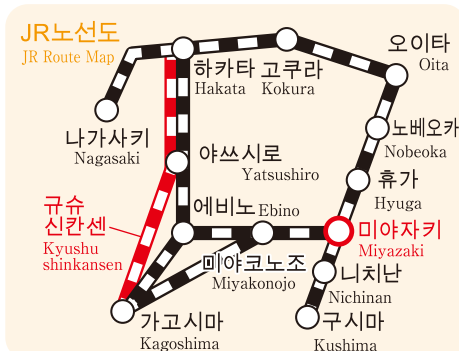 JR노선도
JR Route Map
오이타
Oita
하카타
Hakata
고쿠라
Kokura
나가사키
Nagasaki
노베오카
Nobeoka
야쓰시로
Yatsushiro
휴가
Hyuga
규슈
신칸센
Kyushu
shinkansen
에비노
Ebino
미야자키
Miyazaki
미야코노조
Miyakonojo
니치난
Nichinan
가고시마
Kagoshima
구시마
Kushima